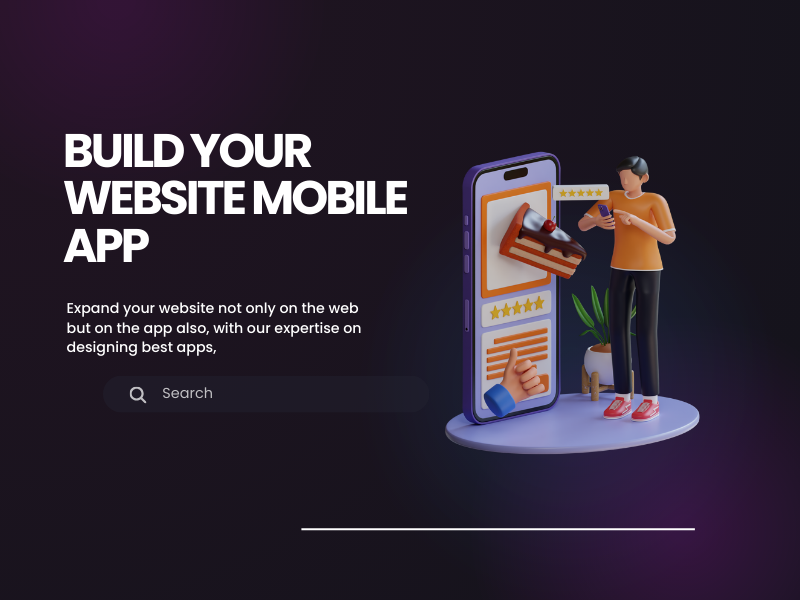 BUILD YOUR
WEBSITE MOBILE
APP
Expand your website not only on the web
but on the app also, with our expertise on
designing best apps,
Search